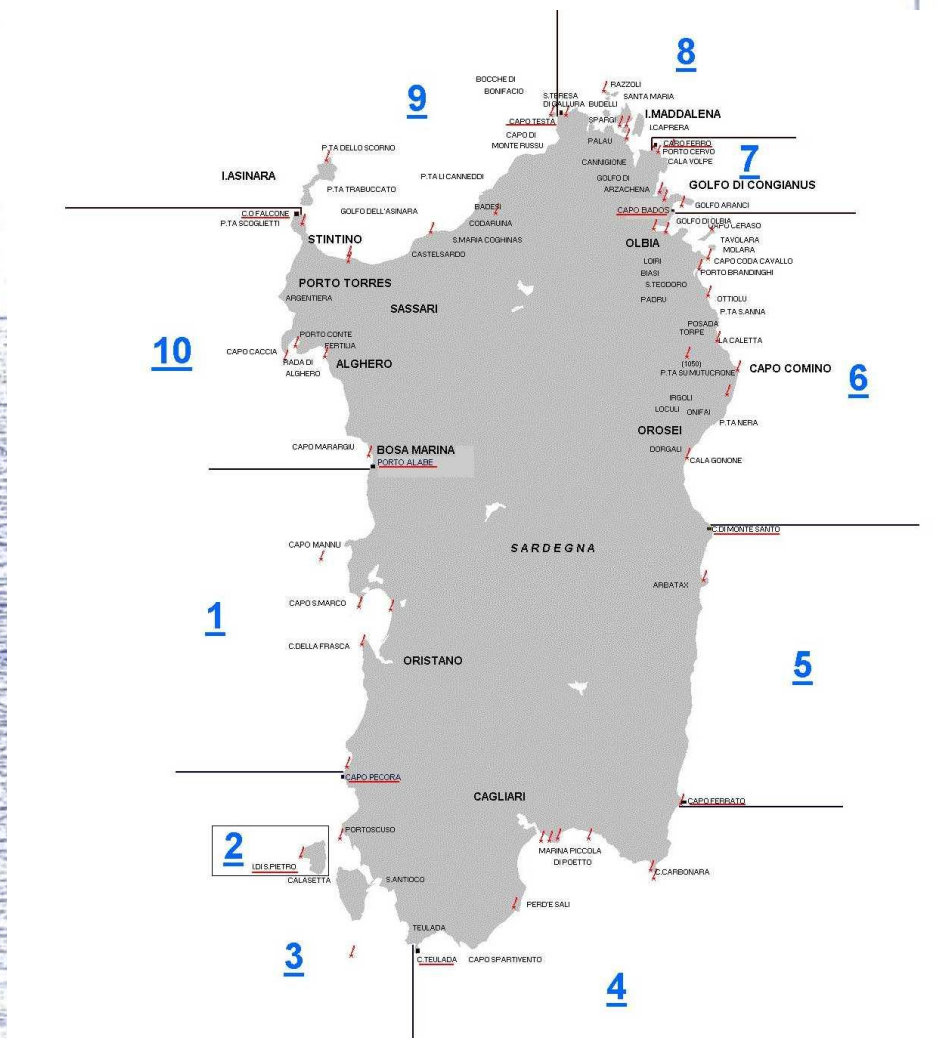 8
9
BOCCHE DI
BONIFACIO
RAZZOLI
S.TERESA
DI GALLURA
BUDELLI
SANTA MARIA
CAPO TESTA
SPARGI
I.MADDALENA
I.CAPRERA
CAPO DI
MONTE RUSSU
PALAU
CAPO FERRO
PORTO CERVO
CALA VOLPE
7
P.TA DELLO SCORNO
CANNIGIONE
I.ASINARA
P.TA LI CANNEDDI
GOLFO DI
ARZACHENA
GOLFO DI CONGIANUS
P.TA TRABUCCATO
GOLFO ARANCI
C.O FALCONE
P.TA SCOGLIETTI
GOLFO DELL'ASINARA
BADESI
CODARUINA
CAPO BADOS
GOLFO DI OLBIA
CAPO CERASO
STINTINO
S.MARIA COGHINAS
CASTELSARDO
OLBIA
TAVOLARA
MOLARA
LOIRI
CAPO CODA CAVALLO
BIASI
PORTO BRANDINGHI
PORTO TORRES
S.TEODORO
ARGENTIERA
PADRU
OTTIOLU
SASSARI
P.TA S.ANNA
POSADA
TORPE
PORTO CONTE
LA CALETTA
FERTILIA
10
CAPO CACCIA
RADA DI
ALGHERO
ALGHERO
(1050)
P.TA SU MUTUCRONE
CAPO COMINO
6
IRGOLI
LOCULI
ONIFAI
P.TA NERA
OROSEI
CAPO MARARGIU
BOSA MARINA
PORTO ALABE
DORGALI
CALA GONONE
C.DI MONTE SANTO
CAPO MANNU
SARDEGNA
ARBATAX
CAPO S.MARCO
1
C.DELLA FRASCA
ORISTANO
5
CAPO PECORA
CAGLIARI
CAPO FERRATO
PORTOSCUSO
2
I.DI S.PIETRO
MARINA PICCOLA
DI POETTO
C.CARBONARA
CALASETTA
S.ANTIOCO
PERD'E SALI
TEULADA
3
C.TEULADA
CAPO SPARTIVENTO
4